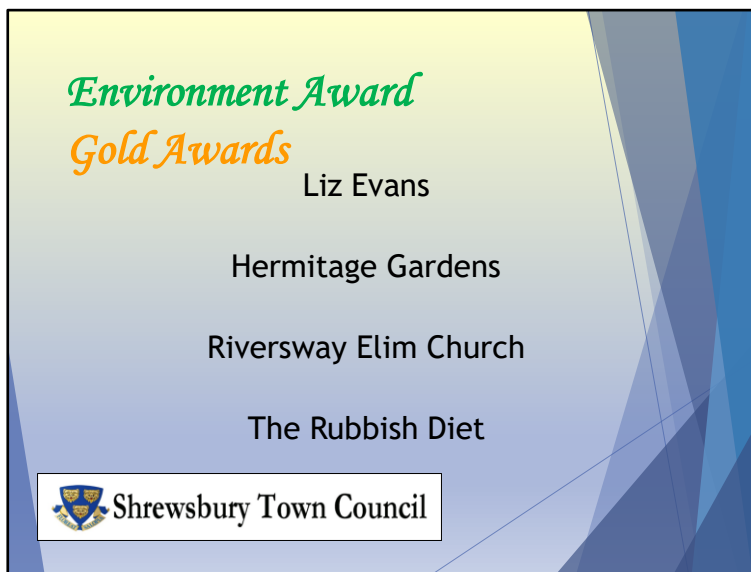 Environment Award
Gold Awards
Liz Evans
Hermitage Gardens
Riversway Elim Church
The Rubbish Diet
Shrewsbury Town Council